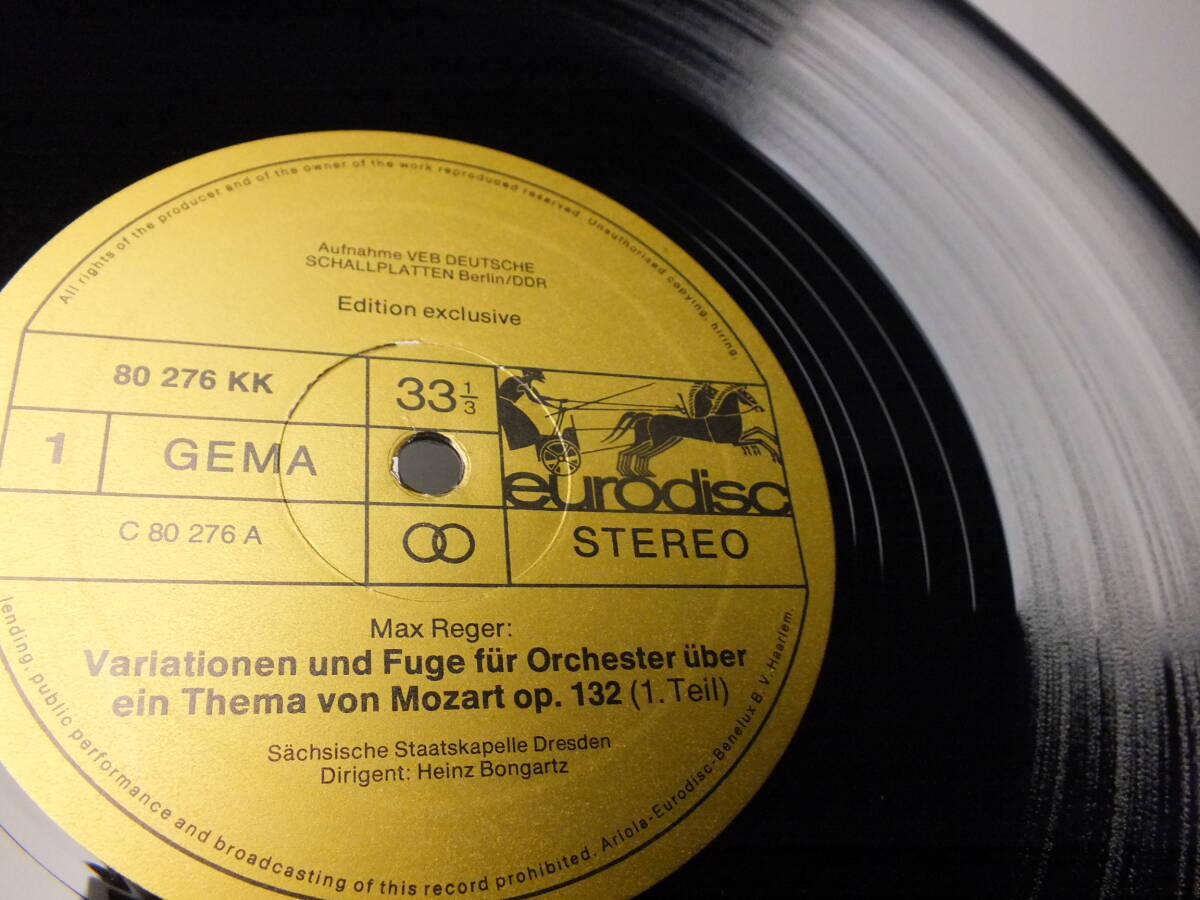 All rights of the producer and of the owner of the work reproduced reserved. Unauthorised copying, hiring,
Aufnahme VEB DEUTSCHE
SCHALLPLATTEN Berlin/DDR
Edition exclusive
80 276 KK
33 1/3
1
GEMA
eurodisc
C 80 276 A
STEREO
Max Reger:
Variationen und Fuge für Orchester über
ein Thema von Mozart op. 132 (1. Teil)
Sächsische Staatskapelle Dresden
Dirigent: Heinz Bongartz
lending, public performance and broadcasting of this record prohibited. Ariola-Eurodisc-Benelux B.V. Haarlem.